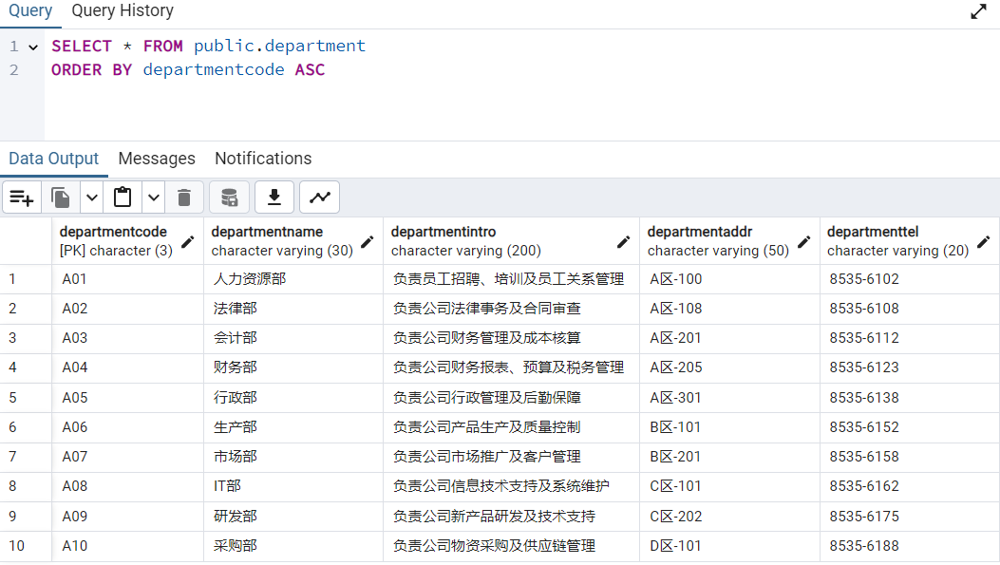 Query Query History
1 SELECT * FROM public.department
2 ORDER BY departmentcode ASC
Data Output Messages Notifications
departmentcode departmentname departmentintro departmentaddr departmenttel
[PK] character (3) character varying (30) character varying (200) character varying (50) character varying (20)
1 A01 人力资源部 负责员工招聘、培训及员工关系管理 A区-100 8535-6102
2 A02 法律部 负责公司法律事务及合同审查 A区-108 8535-6108
3 A03 会计部 负责公司财务管理及成本核算 A区-201 8535-6112
4 A04 财务部 负责公司财务报表、预算及税务管理 A区-205 8535-6123
5 A05 行政部 负责公司行政管理及后勤保障 A区-301 8535-6138
6 A06 生产部 负责公司产品生产及质量控制 B区-101 8535-6152
7 A07 市场部 负责公司市场推广及客户管理 B区-201 8535-6158
8 A08 IT部 负责公司信息技术支持及系统维护 C区-101 8535-6162
9 A09 研发部 负责公司新产品研发及技术支持 C区-202 8535-6175
10 A10 采购部 负责公司物资采购及供应链管理 D区-101 8535-6188